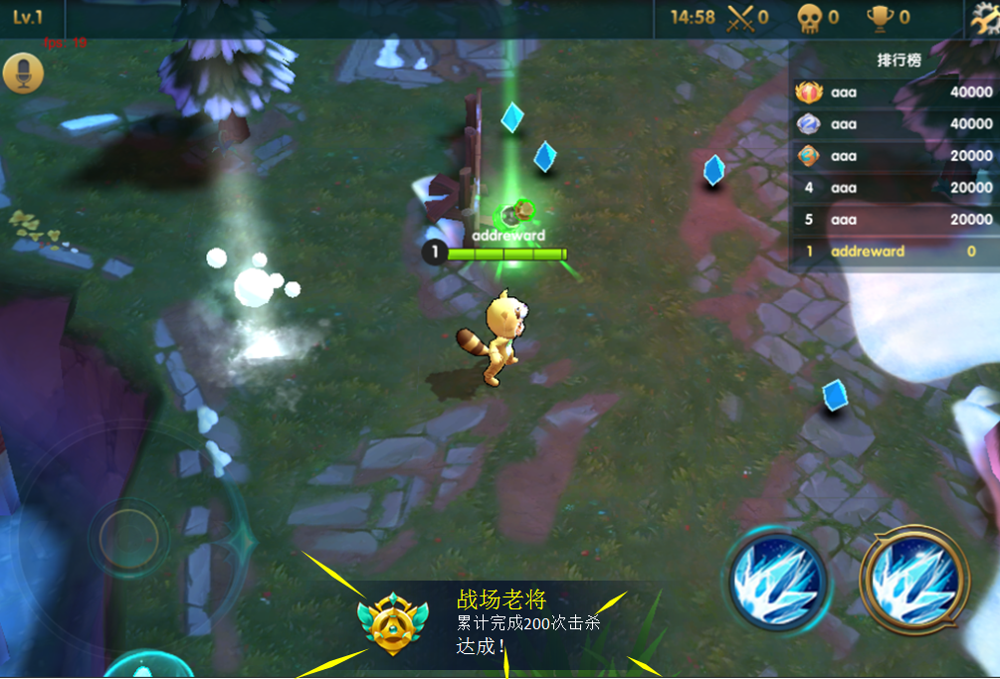 Lv.1
14:58
0
0
0
fps: 18
排行榜
aaa 40000
aaa 40000
3 aaa 20000
4 aaa 20000
5 aaa 20000
1 addreward 0
addreward
1
战场老将
累计完成200次击杀
达成!